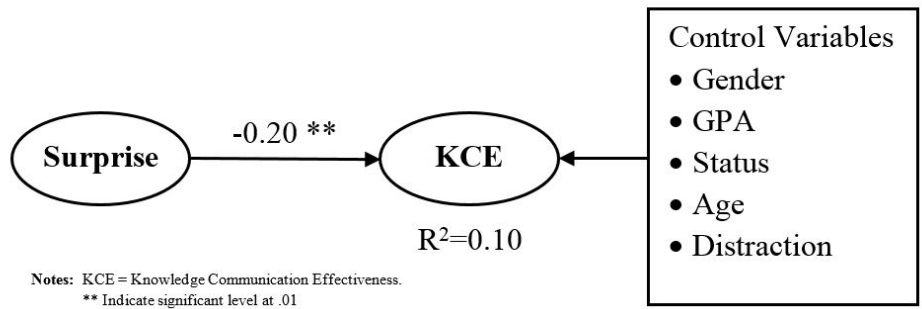 Surprise
-0.20 **
KCE
R²=0.10
Control Variables
• Gender
• GPA
• Status
• Age
• Distraction
Notes: KCE = Knowledge Communication Effectiveness.
** Indicate significant level at .01